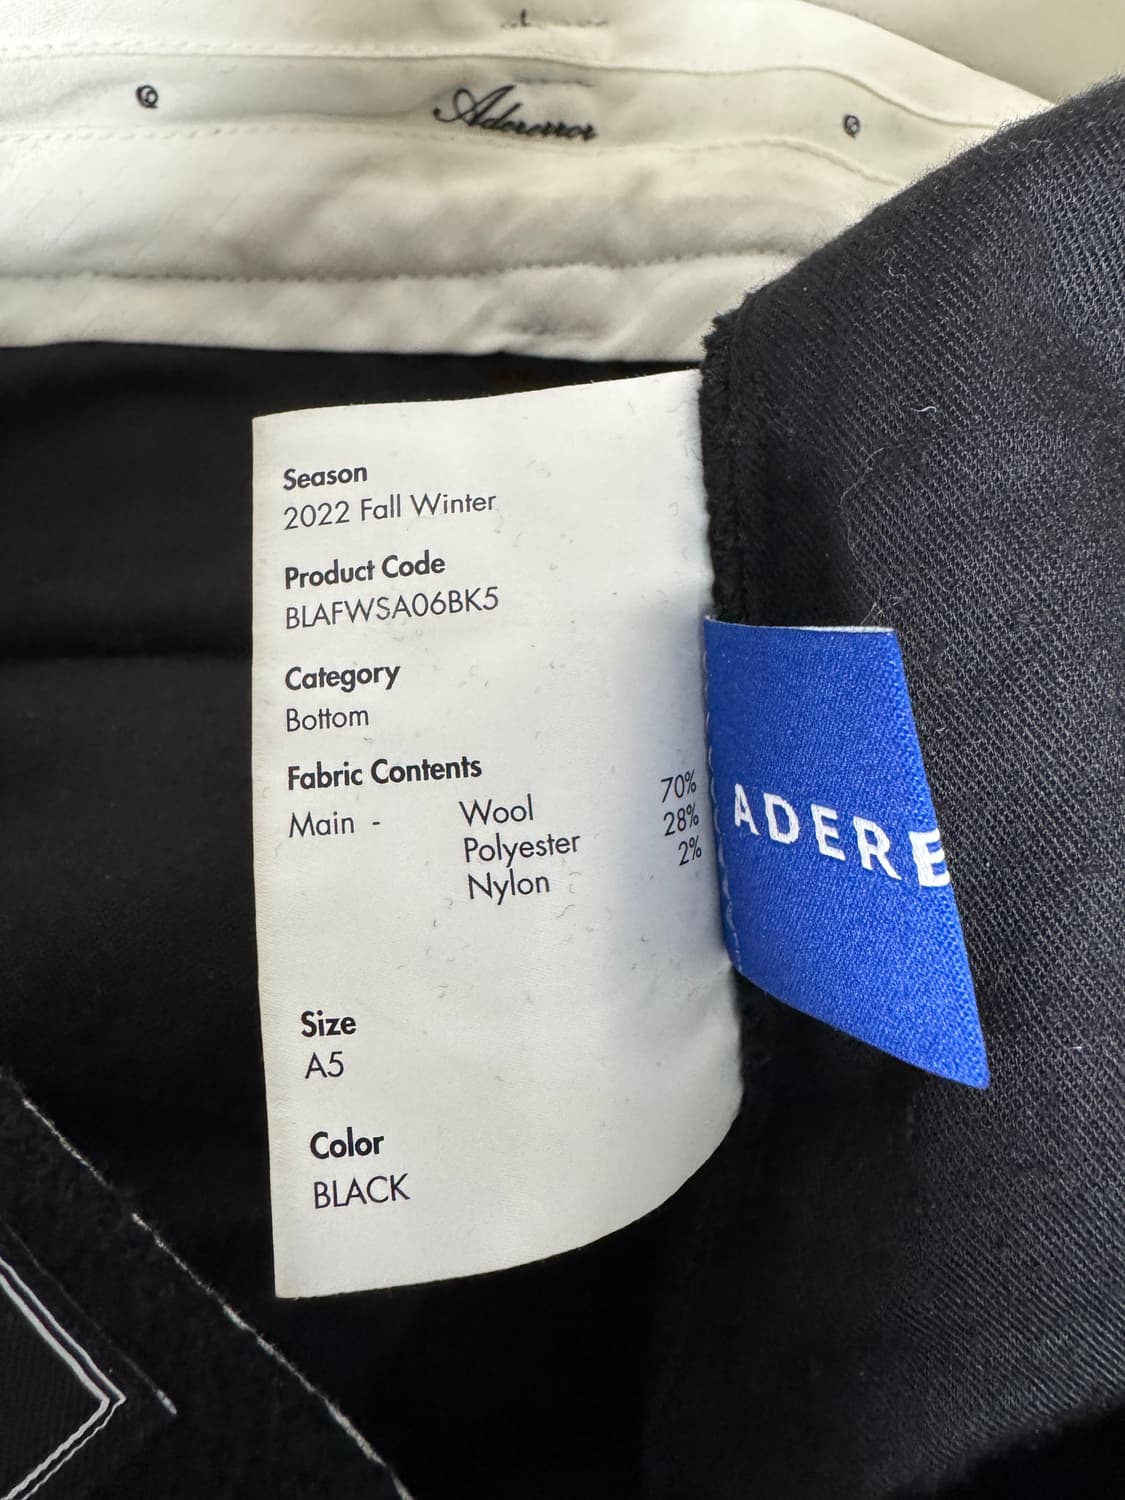 Adererror
Season
2022 Fall Winter
Product Code
BLAFWSA06BK5
Category
Bottom
Fabric Contents
Main - Wool 70%
Polyester 28%
Nylon 2%
Size
A5
Color
BLACK
ADERE